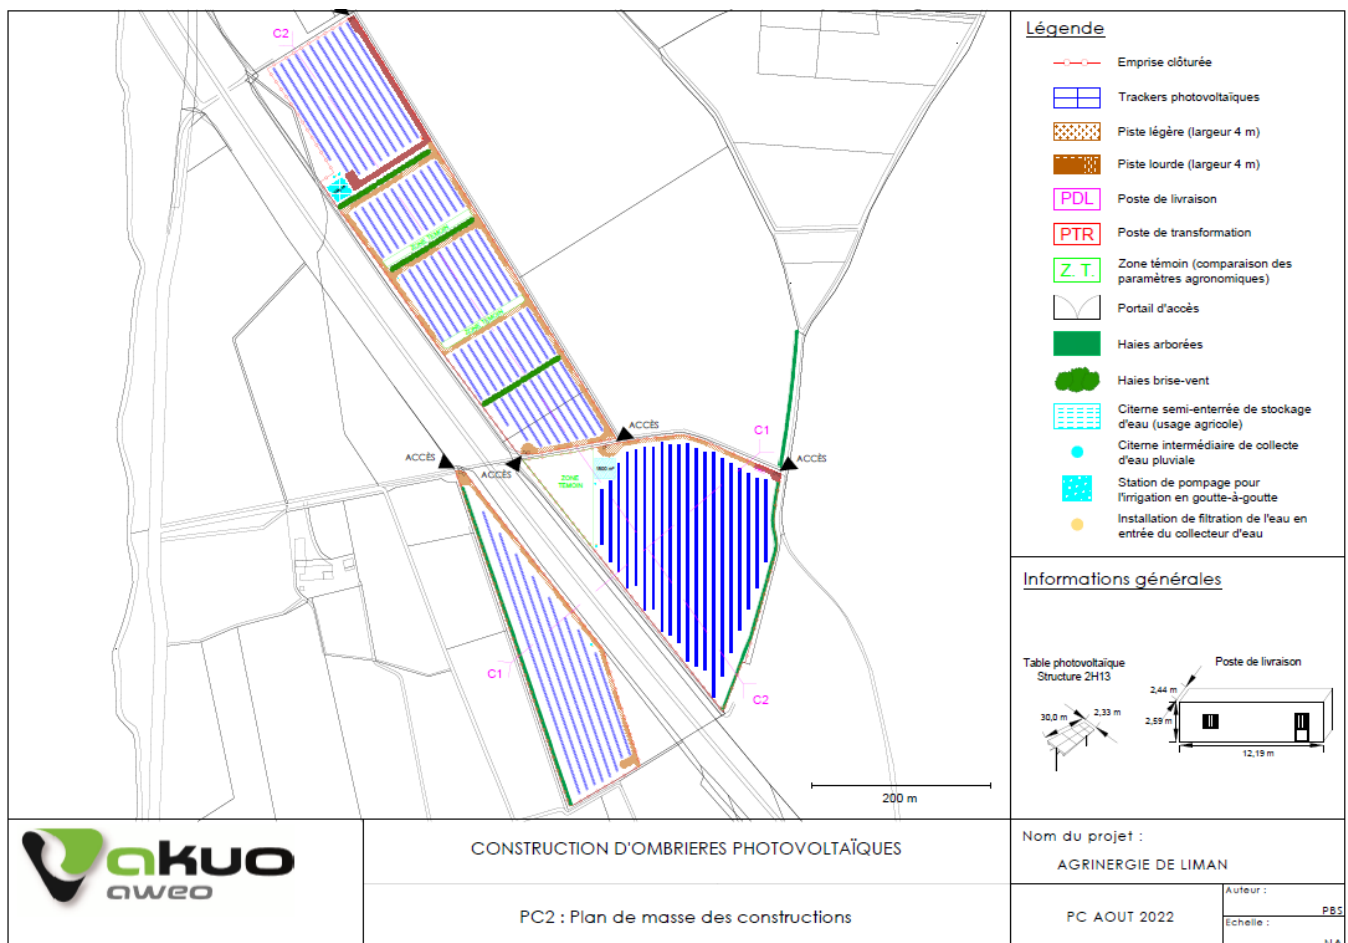 C2
ZONE TEMOIN
ZONE TEMOIN
ACCÈS
C1
ACCÈS
ACCÈS
ACCÈS
ZONE
TEMOIN
C1
C2
200 m
Légende
Emprise clôturée
Trackers photovoltaïques
Piste légère (largeur 4 m)
Piste lourde (largeur 4 m)
PDL Poste de livraison
PTR Poste de transformation
Z. T. Zone témoin (comparaison des
paramètres agronomiques)
Portail d'accès
Haies arborées
Haies brise-vent
Citerne semi-enterrée de stockage
d'eau (usage agricole)
Citerne intermédiaire de collecte
d'eau pluviale
Station de pompage pour
l'irrigation en goutte-à-goutte
Installation de filtration de l'eau en
entrée du collecteur d'eau
Informations générales
Table photovoltaïque
Structure 2H13
30,0 m
2,33 m
Poste de livraison
2,44 m
2,59 m
12,19 m
akuo
aweo
CONSTRUCTION D'OMBRIERES PHOTOVOLTAÏQUES
PC2 : Plan de masse des constructions
Nom du projet :
AGRINERGIE DE LIMAN
PC AOUT 2022
Auteur :
PBS
Echelle :